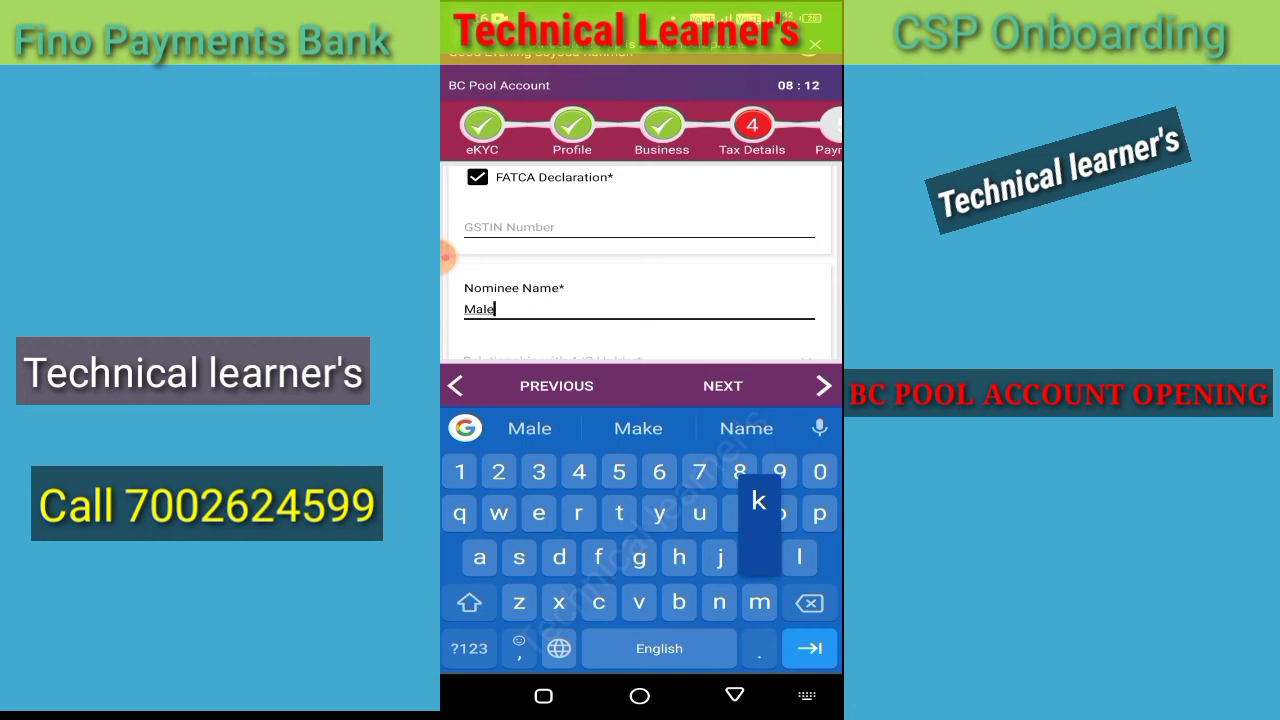 Fino Payments Bank
Technical Learner's
CSP Onboarding
BC Pool Account
08 : 12
4
eKYC
Profile
Business
Tax Details
FATCA Declaration*
GSTIN Number
Nominee Name*
Male
PREVIOUS
NEXT
Male
Make
Name
1 2 3 4 5 6 7 8 9 0
q w e r t y u p
k
a s d f g h j l
z x c v b n m
?123
,
English
.
Technical learner's
Technical learner's
Call 7002624599
BC POOL ACCOUNT OPENING
Technical learner's